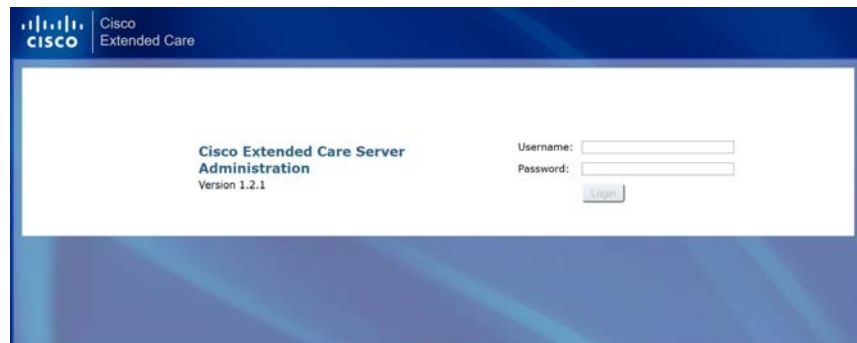 CISCO
Cisco
Extended Care
Cisco Extended Care Server
Administration
Version 1.2.1
Username:
Password:
Login